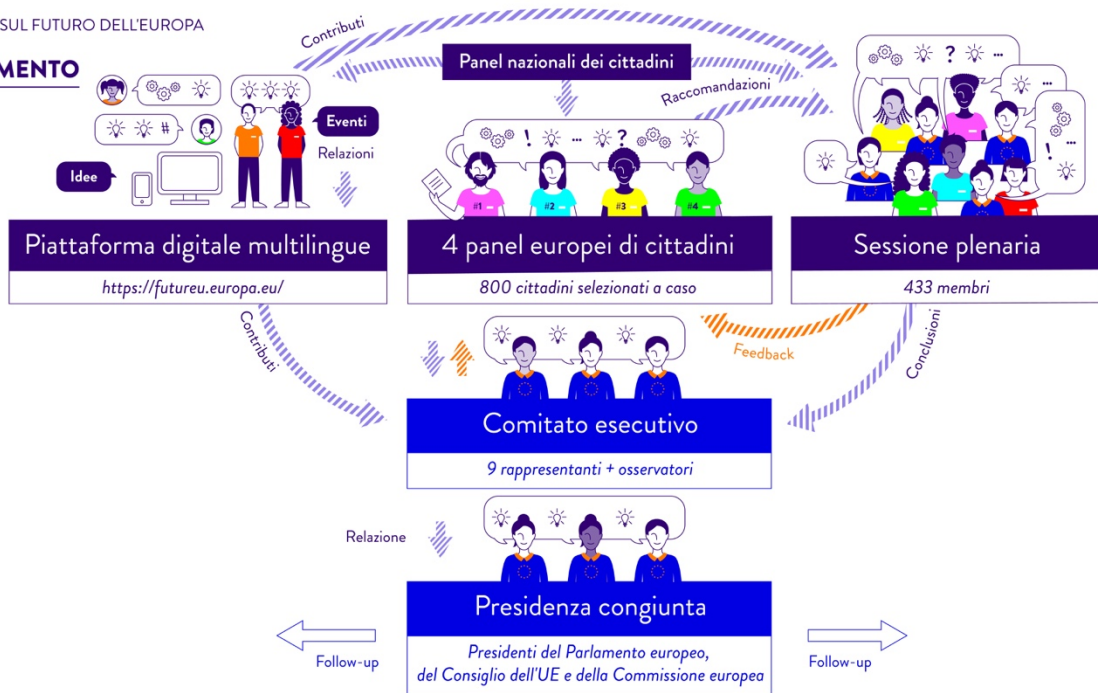 SUL FUTURO DELL'EUROPA
MENTO
Contributi
Panel nazionali dei cittadini
Raccomandazioni
? ...
#
Eventi
Relazioni
Idee
! ... ?
! ...
#1
#2
#3
#4
Piattaforma digitale multilingue
https://futureu.europa.eu/
4 panel europei di cittadini
800 cittadini selezionati a caso
Sessione plenaria
433 membri
Contributi
Feedback
Conclusioni
Comitato esecutivo
9 rappresentanti + osservatori
Relazione
Presidenza congiunta
Presidenti del Parlamento europeo,
del Consiglio dell'UE e della Commissione europea
Follow-up
Follow-up